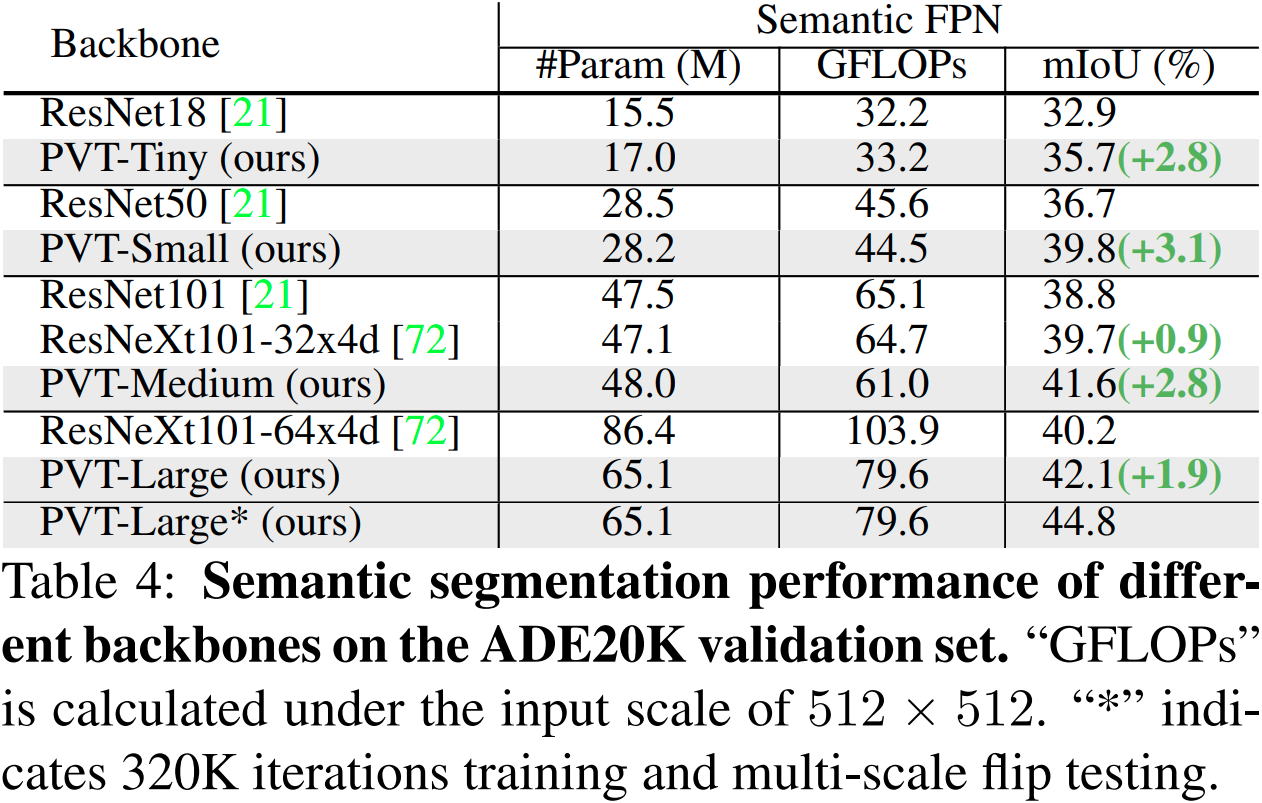 Backbone Semantic FPN
#Param (M) GFLOPs mIoU (%)
ResNet18 [21] 15.5 32.2 32.9
PVT-Tiny (ours) 17.0 33.2 35.7(+2.8)
ResNet50 [21] 28.5 45.6 36.7
PVT-Small (ours) 28.2 44.5 39.8(+3.1)
ResNet101 [21] 47.5 65.1 38.8
ResNeXt101-32x4d [72] 47.1 64.7 39.7(+0.9)
PVT-Medium (ours) 48.0 61.0 41.6(+2.8)
ResNeXt101-64x4d [72] 86.4 103.9 40.2
PVT-Large (ours) 65.1 79.6 42.1(+1.9)
PVT-Large* (ours) 65.1 79.6 44.8
Table 4: Semantic segmentation performance of differ-
ent backbones on the ADE20K validation set. “GFLOPs”
is calculated under the input scale of 512 × 512. “*” indi-
cates 320K iterations training and multi-scale flip testing.